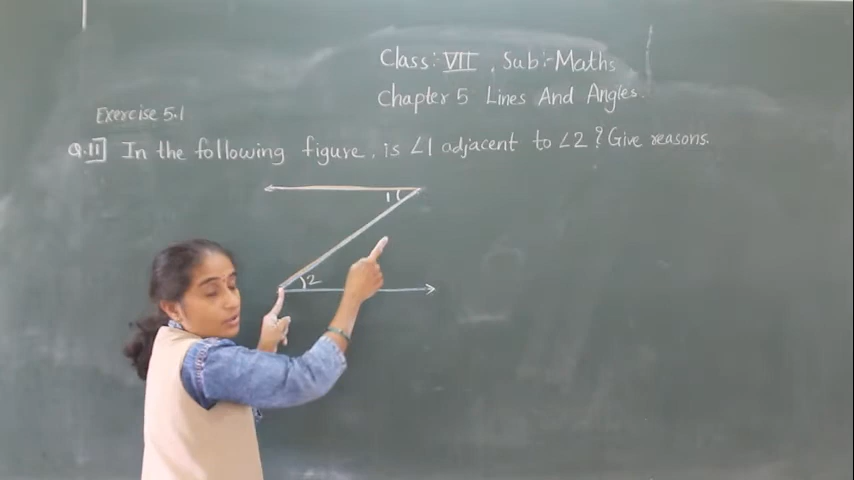 Class:- VII, Sub:- Maths
Chapter 5 Lines And Angles.
Exercise 5.1
Q.11] In the following figure, is ∠1 adjacent to ∠2? Give reasons.
1
2